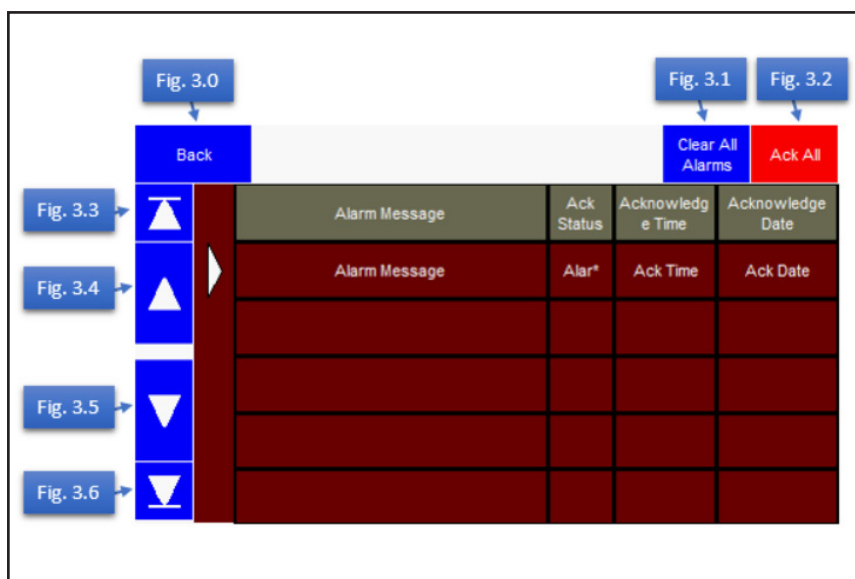 Fig. 3.0
Fig. 3.1
Fig. 3.2
Back
Clear All
Alarms
Ack All
Fig. 3.3
Alarm Message
Ack
Status
Acknowledg
e Time
Acknowledge
Date
Fig. 3.4
Alarm Message
Alar*
Ack Time
Ack Date
Fig. 3.5
Fig. 3.6